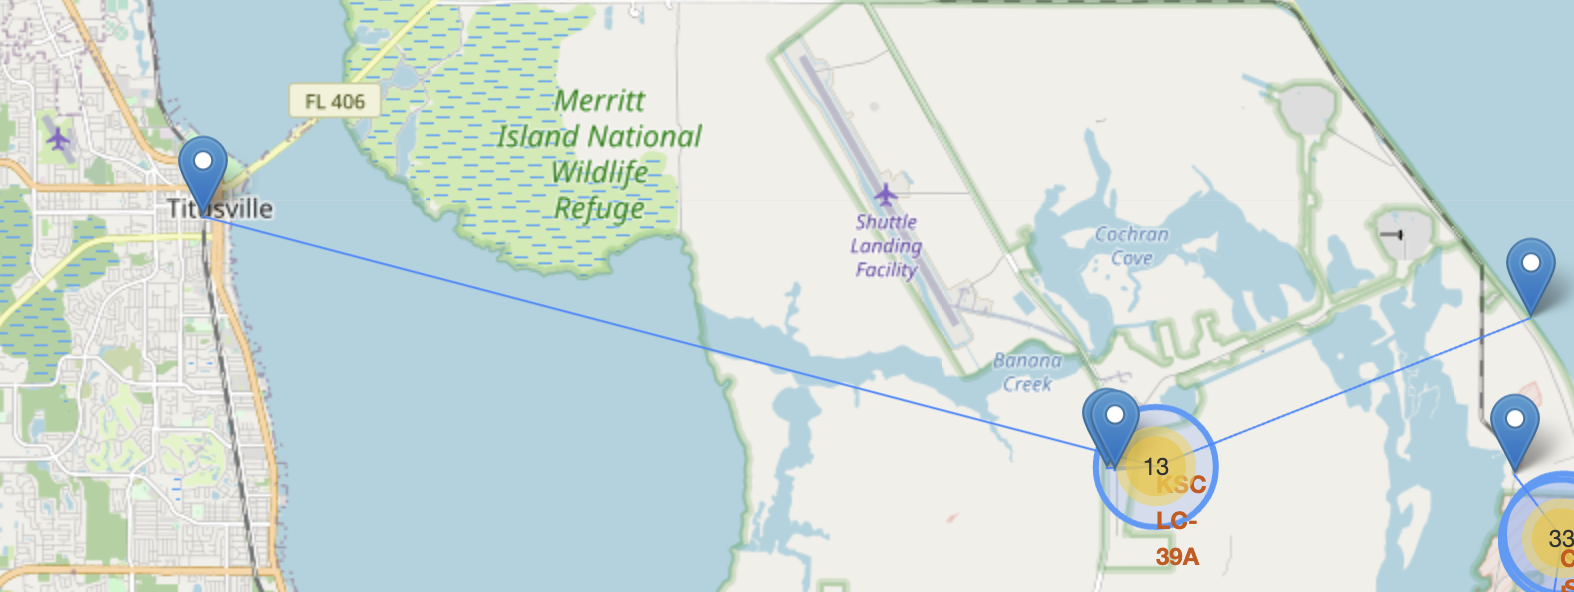 FL 406
Merritt
Island National
Wildlife
Refuge
Titusville
Shuttle
Landing
Facility
Cochran
Cove
Banana
Creek
13
KSC
LC-
39A
33
C